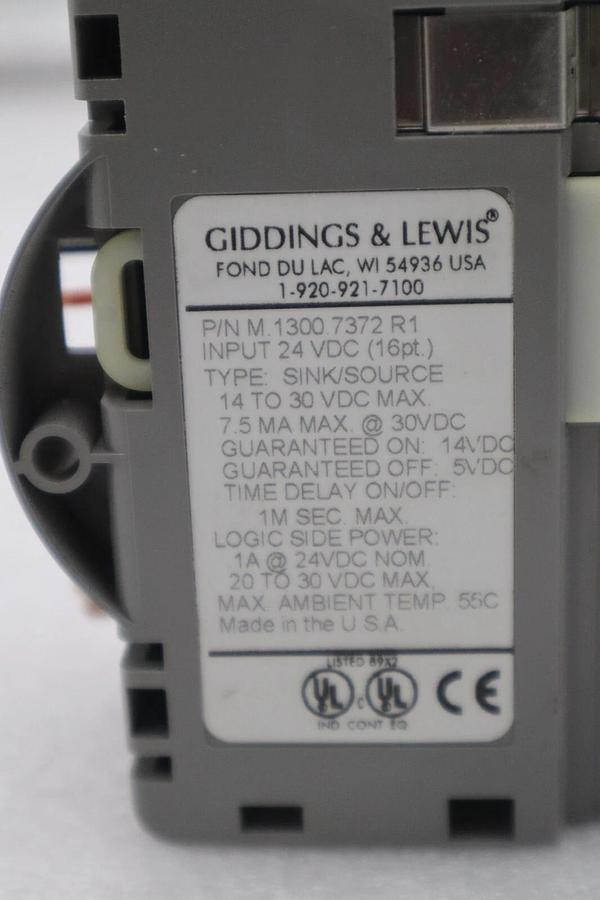 GIDDINGS & LEWIS®
FOND DU LAC, WI 54936 USA
1-920-921-7100
P/N M.1300.7372 R1
INPUT 24 VDC (16pt.)
TYPE: SINK/SOURCE
14 TO 30 VDC MAX.
7.5 MA MAX. @ 30VDC
GUARANTEED ON: 14VDC
GUARANTEED OFF: 5VDC
TIME DELAY ON/OFF:
1M SEC. MAX.
LOGIC SIDE POWER:
1A @ 24VDC NOM.
20 TO 30 VDC MAX,
MAX. AMBIENT TEMP. 55C
Made in the U.S.A.
LISTED 89X2
UL c UL CE
IND. CONT. EQ.